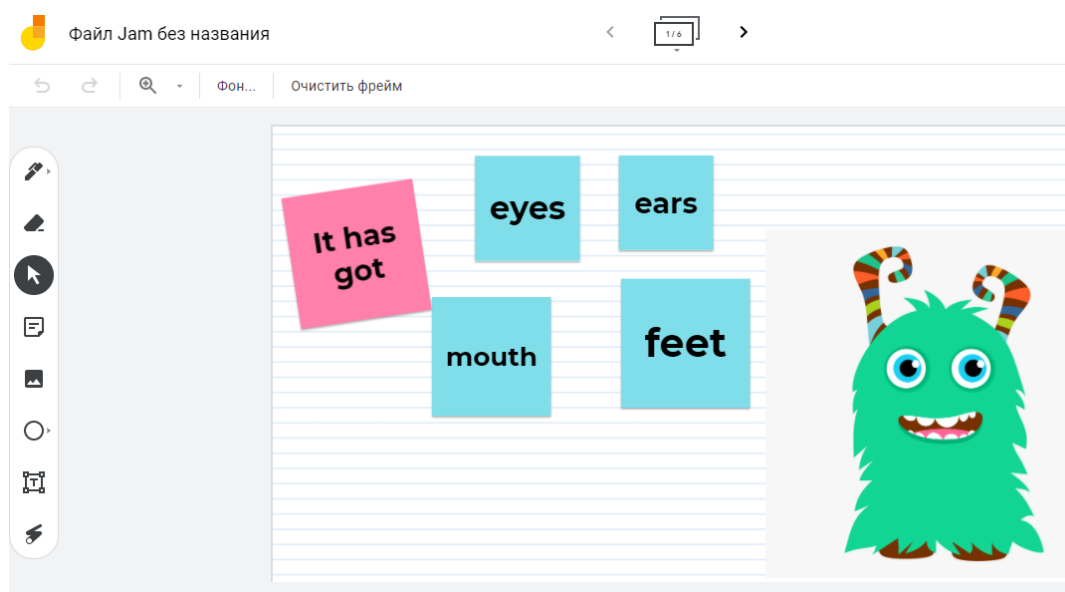 Файл Jam без названия
1 / 6
Фон...
Очистить фрейм
It has
got
eyes
ears
mouth
feet